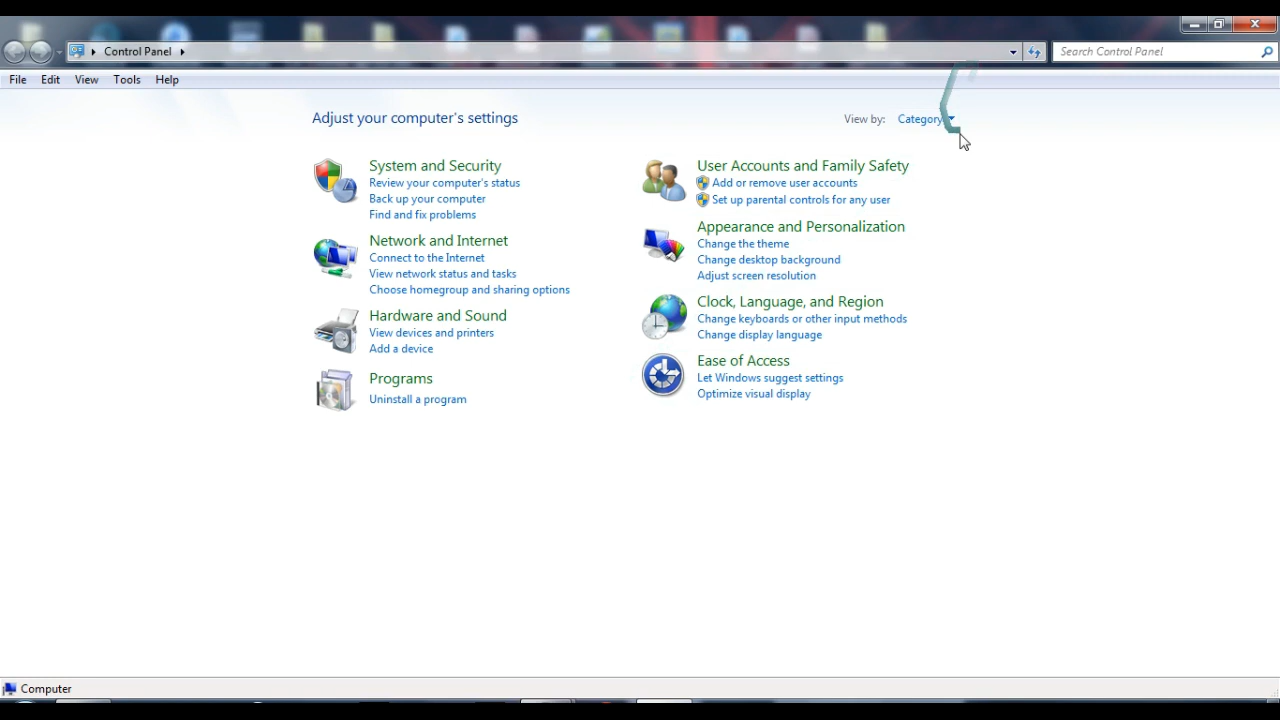 Control Panel
Search Control Panel
File Edit View Tools Help
Adjust your computer's settings
View by: Category
System and Security
Review your computer's status
Back up your computer
Find and fix problems
Network and Internet
Connect to the Internet
View network status and tasks
Choose homegroup and sharing options
Hardware and Sound
View devices and printers
Add a device
Programs
Uninstall a program
User Accounts and Family Safety
Add or remove user accounts
Set up parental controls for any user
Appearance and Personalization
Change the theme
Change desktop background
Adjust screen resolution
Clock, Language, and Region
Change keyboards or other input methods
Change display language
Ease of Access
Let Windows suggest settings
Optimize visual display
Computer